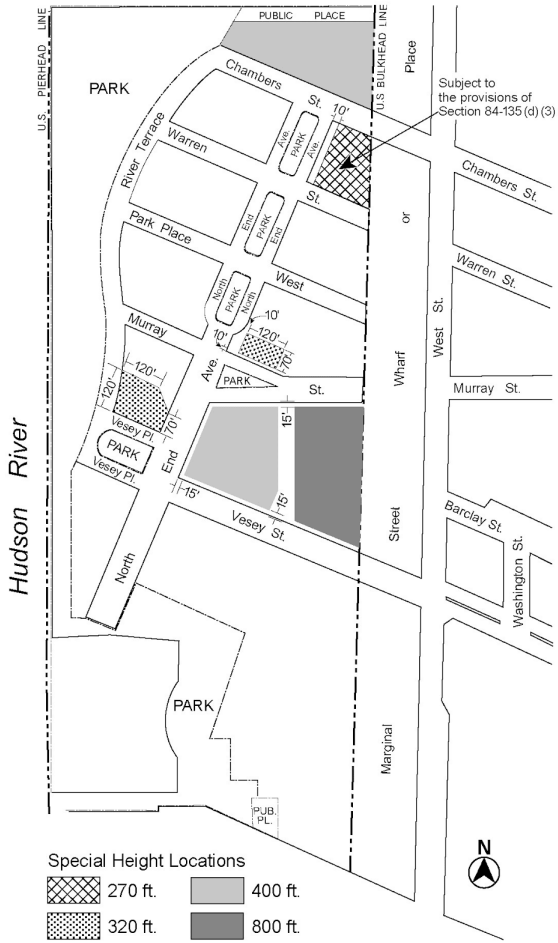 PUBLIC PLACE
U.S PIERHEAD LINE
U.S BULKHEAD LINE
Place
PARK
Chambers
St.
10'
Subject to
the provisions of
Section 84-135 (d) (3)
River Terrace
Warren
Ave.
PARK
Ave.
St.
Chambers St.
Park Place
End
PARK
End
or
Warren St.
North
PARK
North
West
West St.
Murray
10'
120'
10'
70'
Ave.
PARK
St.
Wharf
Murray St.
120'
120'
70'
Vesey Pl.
PARK
Vesey Pl.
End
15'
15'
15'
Vesey St.
Street
Barclay St.
Washington St.
Hudson River
North
PARK
Marginal
PUB.
PL.
N
Special Height Locations
270 ft.
400 ft.
320 ft.
800 ft.